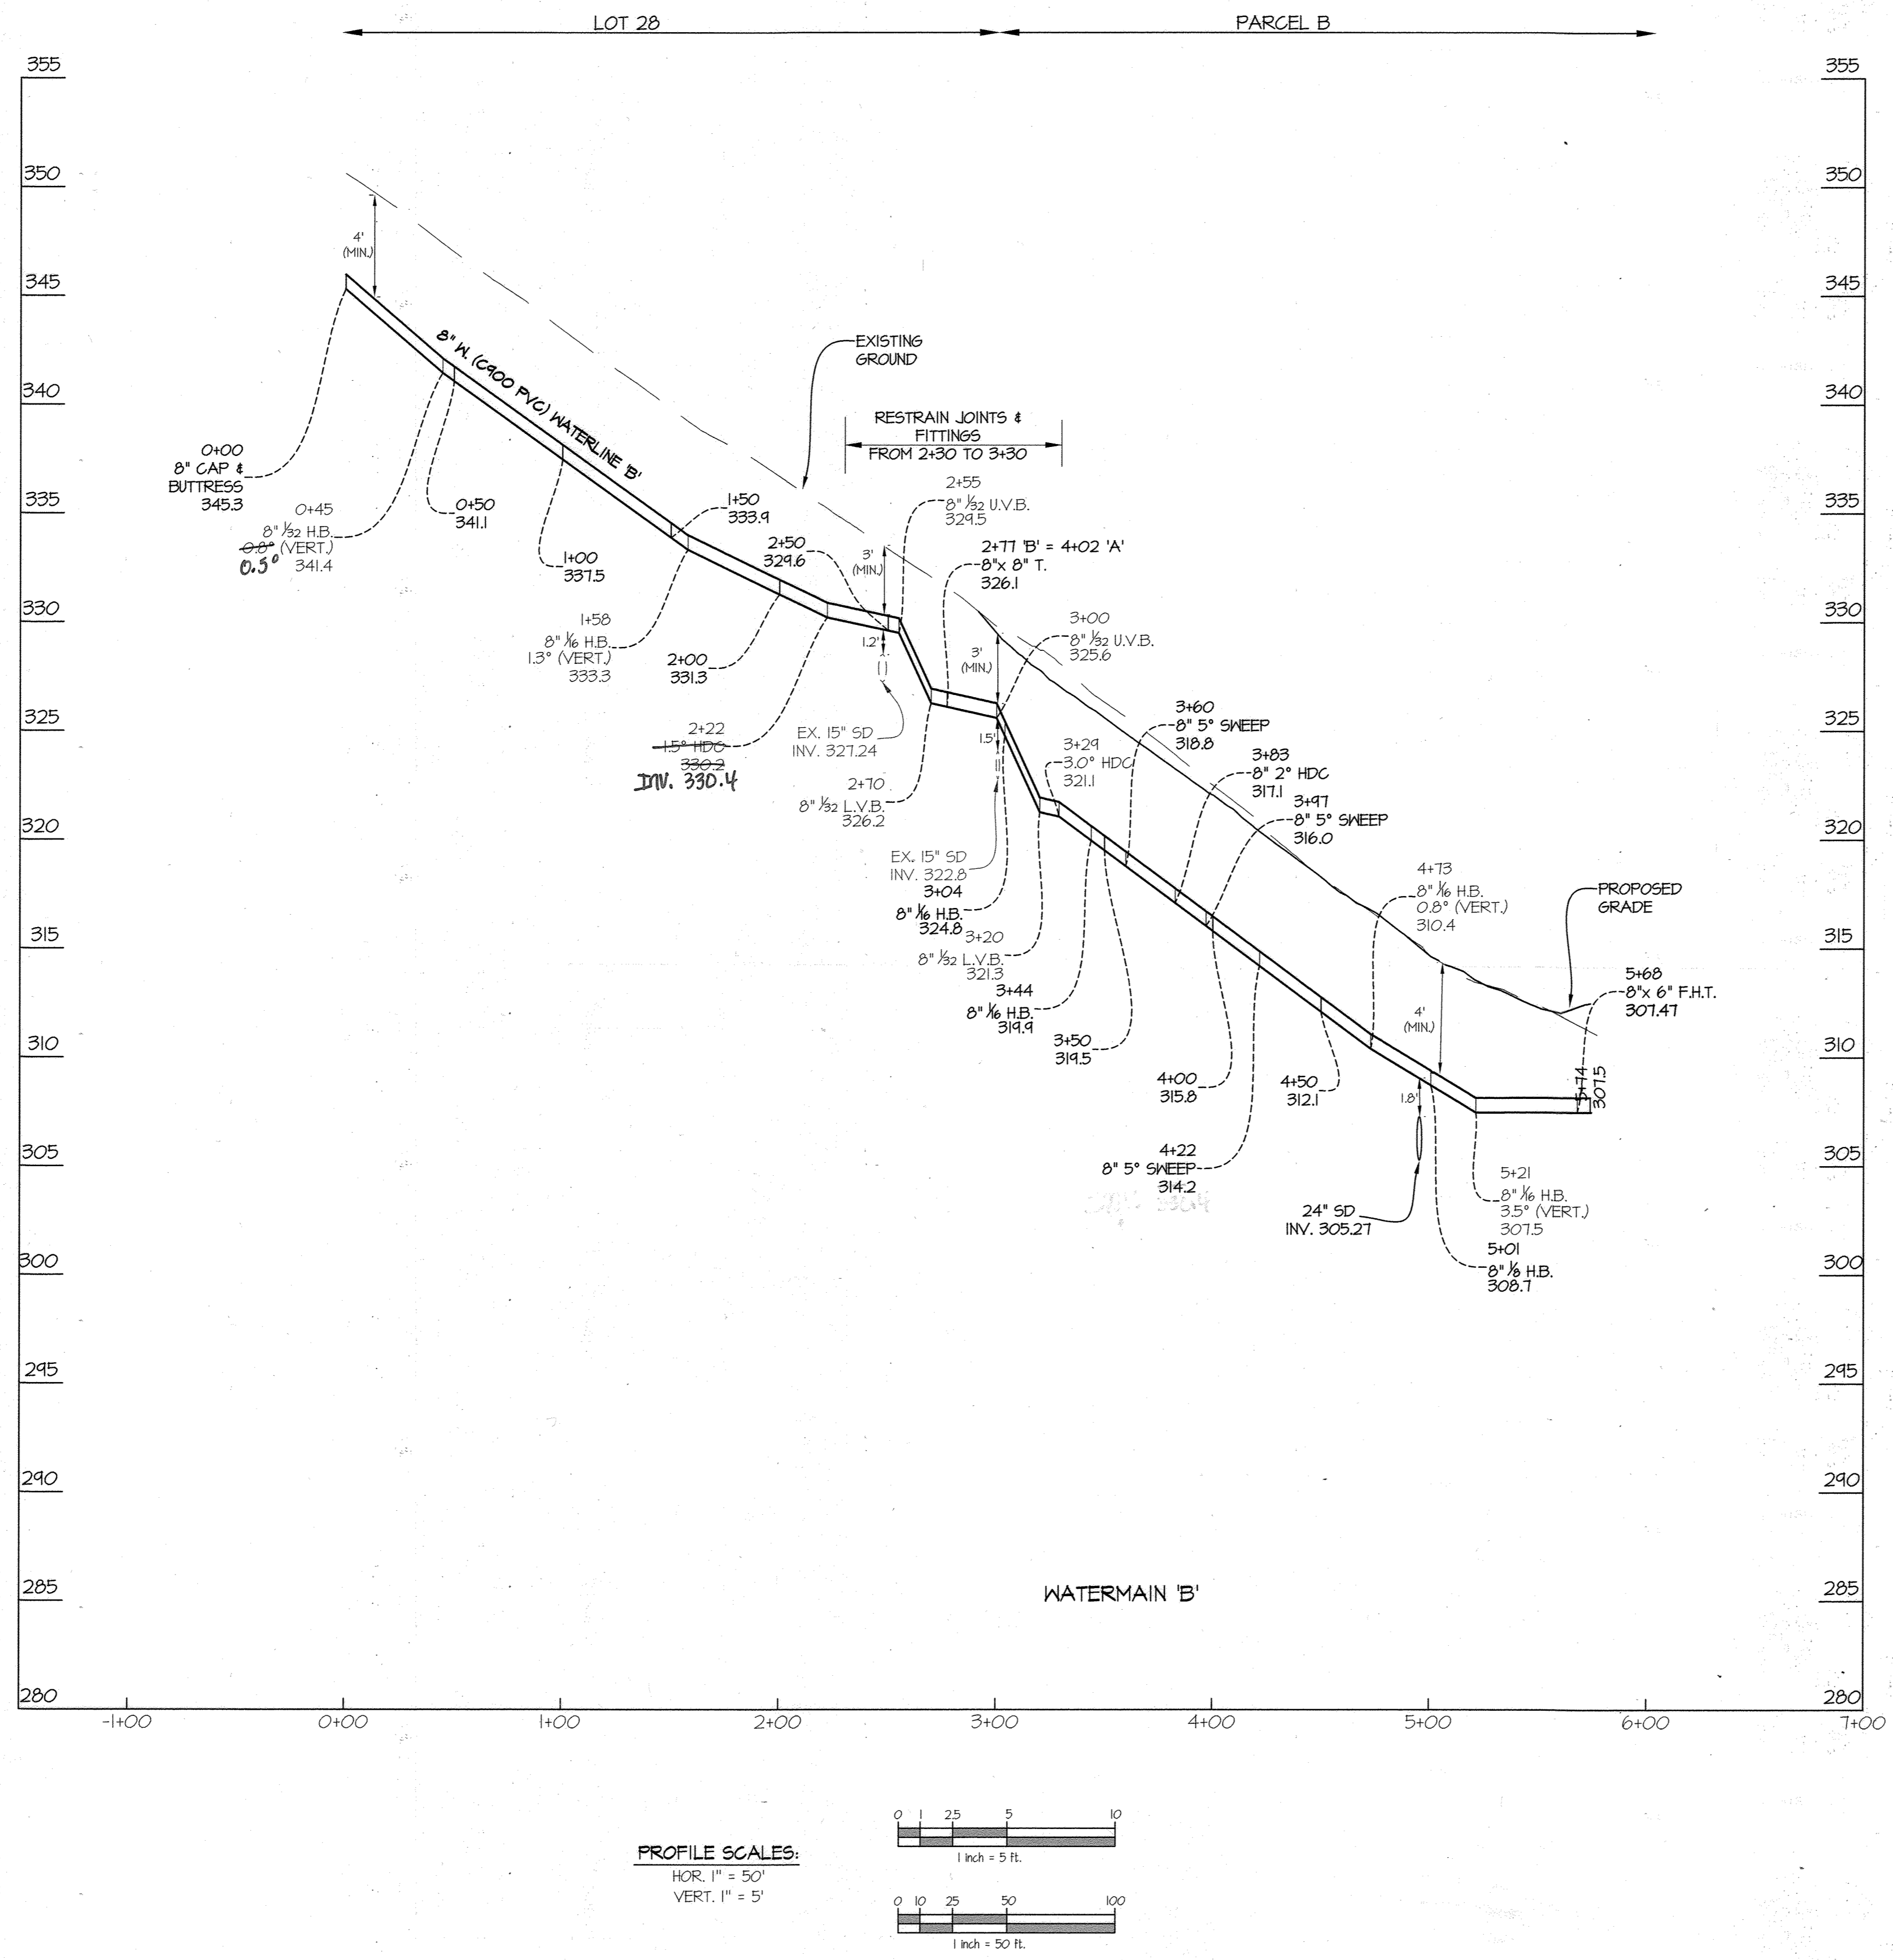 LOT 28
PARCEL B
355
355
350
350
4'
(MIN.)
345
345
8" W. (C900 PVC) WATERLINE 'B'
EXISTING
GROUND
340
340
RESTRAIN JOINTS &
FITTINGS
FROM 2+30 TO 3+30
0+00
8" CAP &
BUTTRESS
345.3
0+45
8" 1/32 H.B.
0.8° (VERT.)
0.5° 341.4
0+50
341.1
335
335
1+50
333.9
2+55
8" 1/32 U.V.B.
329.5
2+50
329.6
3'
(MIN.)
2+77 'B' = 4+02 'A'
8"x 8" T.
326.1
1+00
337.5
330
330
1+58
8" 1/16 H.B.
1.3° (VERT.)
333.3
2+00
331.3
1.2'
3+00
8" 1/32 U.V.B.
325.6
3'
(MIN.)
325
325
2+22
1.5° HDC
330.2
INV. 330.4
EX. 15" SD
INV. 327.24
1.5'
3+29
3.0° HDC
321.1
3+60
8" 5° SWEEP
318.8
3+83
8" 2° HDC
317.1
2+70
8" 1/32 L.V.B.
326.2
3+97
8" 5° SWEEP
316.0
320
320
EX. 15" SD
INV. 322.8
3+04
8" 1/16 H.B.
324.8
4+73
8" 1/16 H.B.
0.8° (VERT.)
310.4
PROPOSED
GRADE
315
315
3+20
8" 1/32 L.V.B.
321.3
3+44
8" 1/16 H.B.
319.9
5+68
8"x 6" F.H.T.
307.47
4'
(MIN.)
3+50
319.5
310
310
4+00
315.8
4+50
312.1
1.8'
5+74
307.5
305
305
4+22
8" 5° SWEEP
314.2
24" SD
INV. 305.27
5+21
8" 1/16 H.B.
3.5° (VERT.)
307.5
5+01
8" 1/8 H.B.
308.7
300
300
295
295
290
290
285
285
WATERMAIN 'B'
280
280
-1+00
0+00
1+00
2+00
3+00
4+00
5+00
6+00
7+00
PROFILE SCALES:
HOR. 1" = 50'
VERT. 1" = 5'
0 1 2.5 5 10
1 inch = 5 ft.
0 10 25 50 100
1 inch = 50 ft.